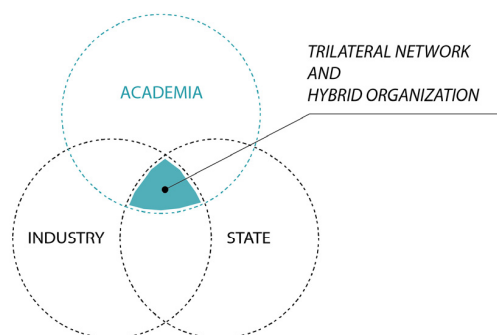 TRILATERAL NETWORK
AND
HYBRID ORGANIZATION
ACADEMIA
INDUSTRY
STATE